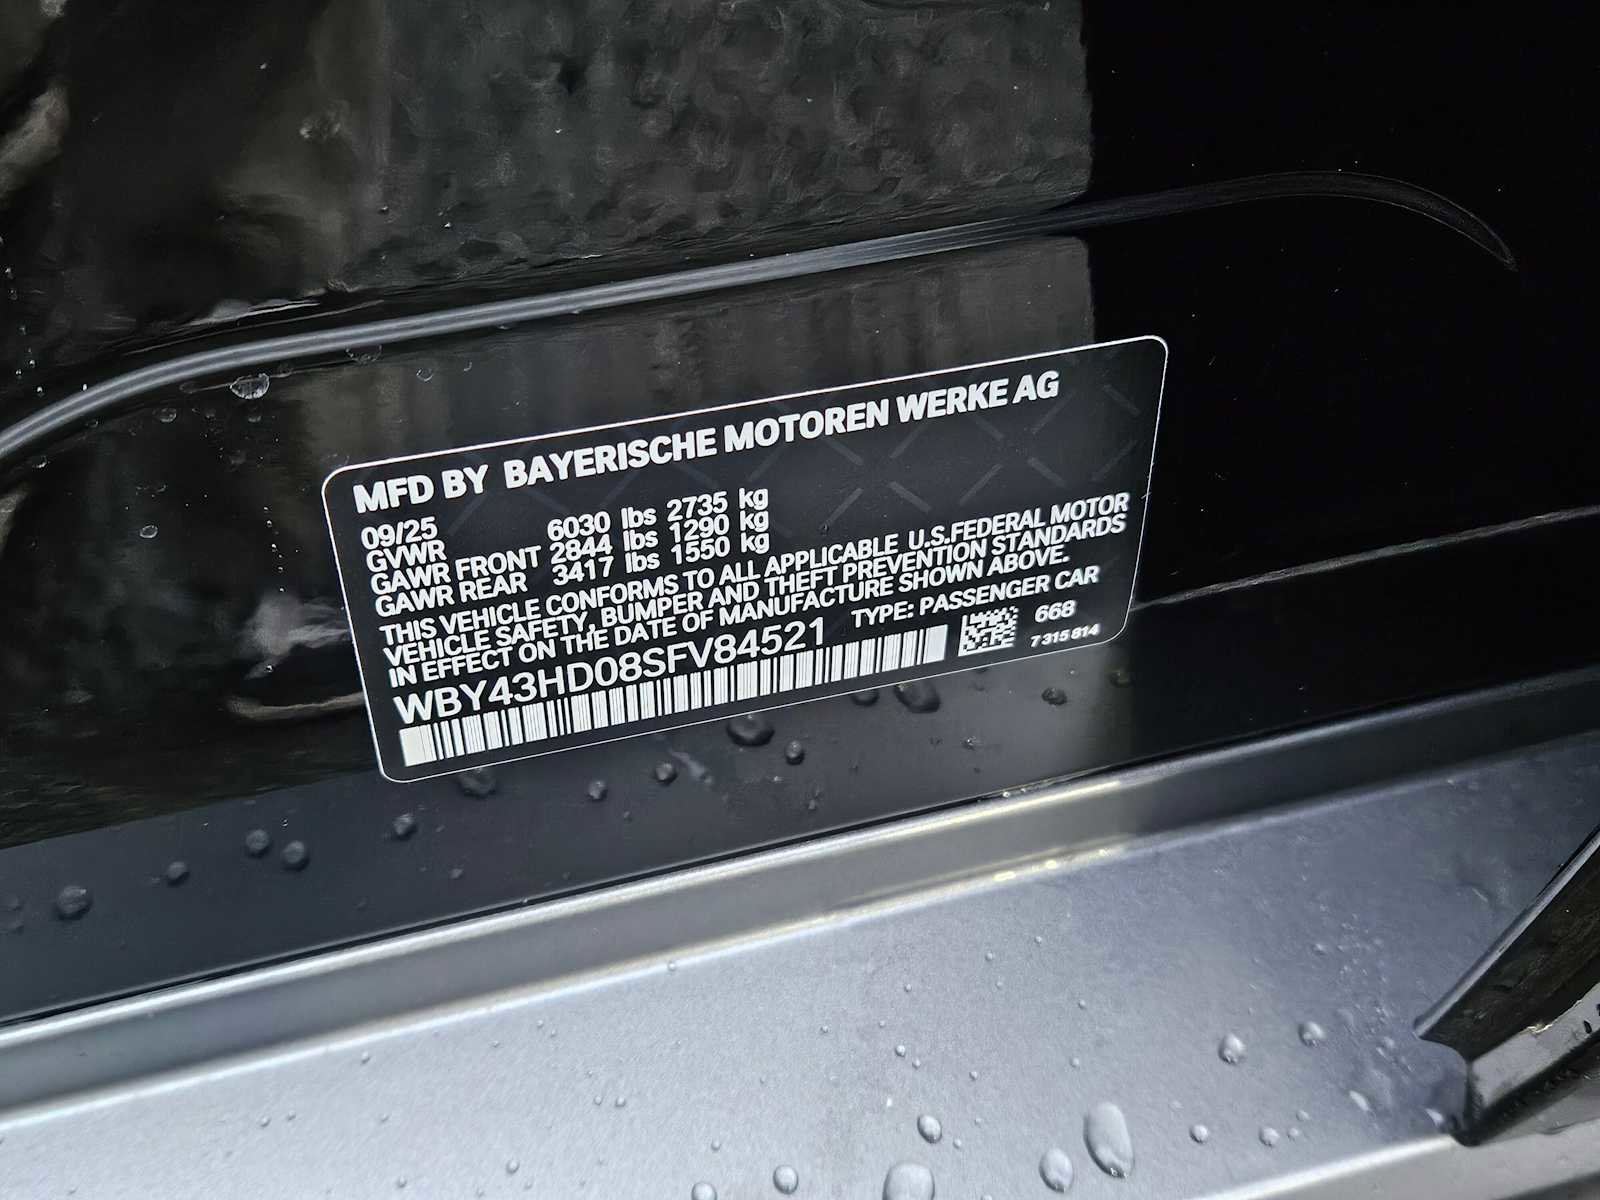 MFD BY BAYERISCHE MOTOREN WERKE AG
09/25
GVWR 6030 lbs 2735 kg
GAWR FRONT 2844 lbs 1290 kg
GAWR REAR 3417 lbs 1550 kg
THIS VEHICLE CONFORMS TO ALL APPLICABLE U.S.FEDERAL MOTOR
VEHICLE SAFETY, BUMPER AND THEFT PREVENTION STANDARDS
IN EFFECT ON THE DATE OF MANUFACTURE SHOWN ABOVE.
WBY43HD08SFV84521 TYPE: PASSENGER CAR
668
7 315 814